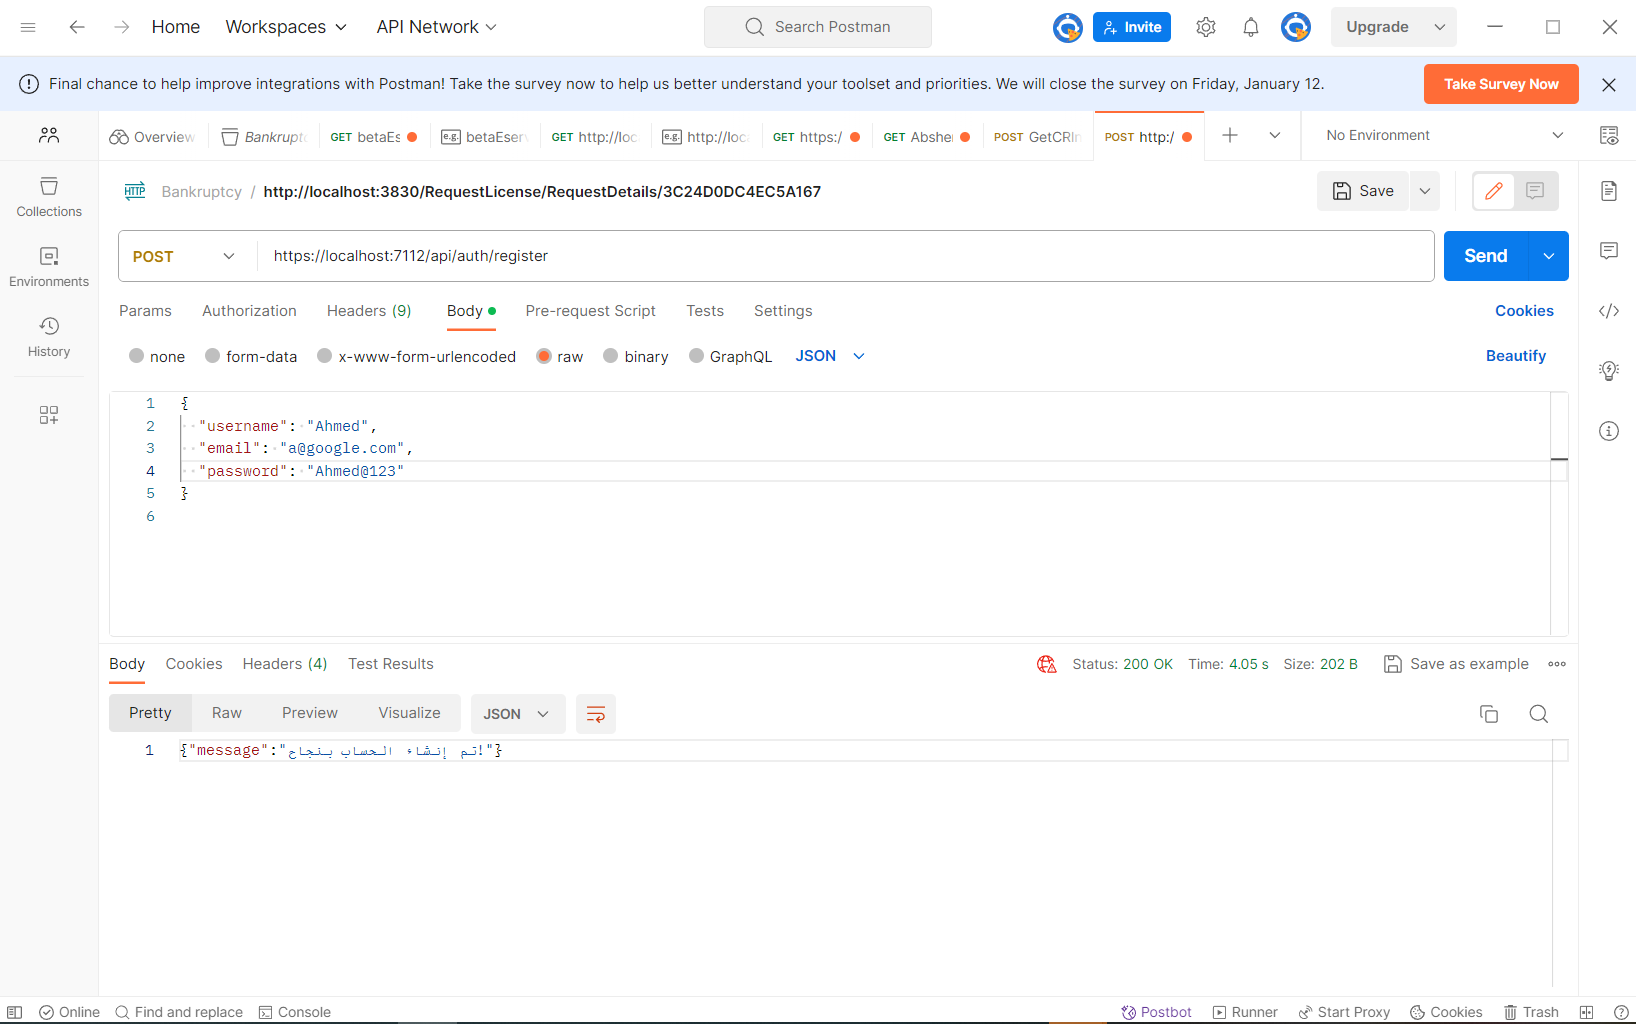 Home Workspaces API Network Search Postman Invite Upgrade
Final chance to help improve integrations with Postman! Take the survey now to help us better understand your toolset and priorities. We will close the survey on Friday, January 12. Take Survey Now
Overview Bankruptc GET betaEs e.g. betaEserv GET http://loc e.g. http://loc GET https:/ GET Abshe POST GetCRIn POST http:/ No Environment
HTTP Bankruptcy / http://localhost:3830/RequestLicense/RequestDetails/3C24D0DC4EC5A167 Save
Collections
Environments
History
POST https://localhost:7112/api/auth/register Send
Params Authorization Headers (9) Body Pre-request Script Tests Settings Cookies
none form-data x-www-form-urlencoded raw binary GraphQL JSON Beautify
1 {
2 "username": "Ahmed",
3 "email": "a@google.com",
4 "password": "Ahmed@123"
5 }
6
Body Cookies Headers (4) Test Results Status: 200 OK Time: 4.05 s Size: 202 B Save as example
Pretty Raw Preview Visualize JSON
1 {"message":"تم إنشاء الحساب بنجاح!"}
Online Find and replace Console Postbot Runner Start Proxy Cookies Trash